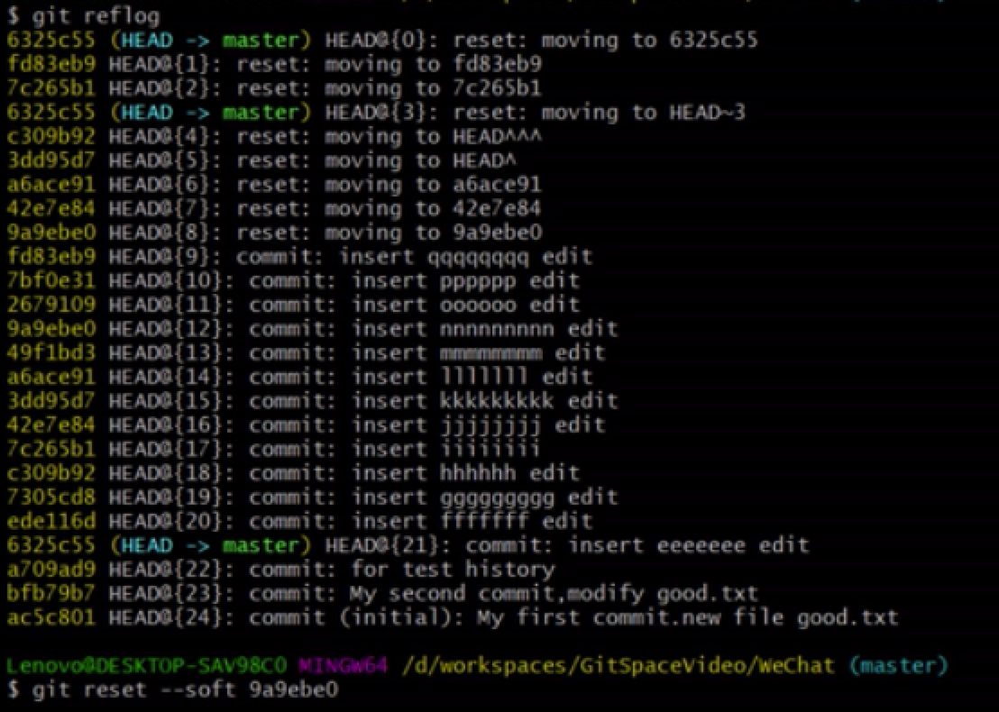 $ git reflog
6325c55 (HEAD -> master) HEAD@{0}: reset: moving to 6325c55
fd83eb9 HEAD@{1}: reset: moving to fd83eb9
7c265b1 HEAD@{2}: reset: moving to 7c265b1
6325c55 (HEAD -> master) HEAD@{3}: reset: moving to HEAD~3
c309b92 HEAD@{4}: reset: moving to HEAD^^^
3dd95d7 HEAD@{5}: reset: moving to HEAD^
a6ace91 HEAD@{6}: reset: moving to a6ace91
42e7e84 HEAD@{7}: reset: moving to 42e7e84
9a9ebe0 HEAD@{8}: reset: moving to 9a9ebe0
fd83eb9 HEAD@{9}: commit: insert qqqqqqqq edit
7bf0e31 HEAD@{10}: commit: insert pppppp edit
2679109 HEAD@{11}: commit: insert oooooo edit
9a9ebe0 HEAD@{12}: commit: insert nnnnnnnnn edit
49f1bd3 HEAD@{13}: commit: insert mmmmmmmm edit
a6ace91 HEAD@{14}: commit: insert lllllll edit
3dd95d7 HEAD@{15}: commit: insert kkkkkkkkk edit
42e7e84 HEAD@{16}: commit: insert jjjjjjjj edit
7c265b1 HEAD@{17}: commit: insert iiiiiiii
c309b92 HEAD@{18}: commit: insert hhhhhh edit
7305cd8 HEAD@{19}: commit: insert ggggggggg edit
ede116d HEAD@{20}: commit: insert fffffff edit
6325c55 (HEAD -> master) HEAD@{21}: commit: insert eeeeeee edit
a709ad9 HEAD@{22}: commit: for test history
bfb79b7 HEAD@{23}: commit: My second commit,modify good.txt
ac5c801 HEAD@{24}: commit (initial): My first commit.new file good.txt
Lenovo@DESKTOP-SAV98C0 MINGW64 /d/workspaces/GitSpaceVideo/WeChat (master)
$ git reset --soft 9a9ebe0